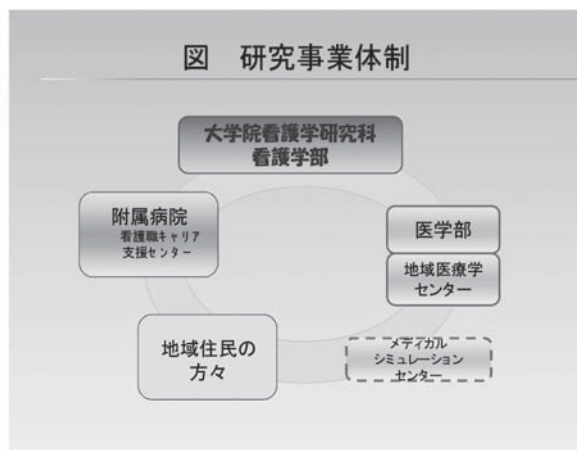 図　研究事業体制
大学院看護学研究科
看護学部
附属病院
看護職キャリア
支援センター
医学部
地域医療学
センター
地域住民の
方々
メディカル
シミュレーション
センター